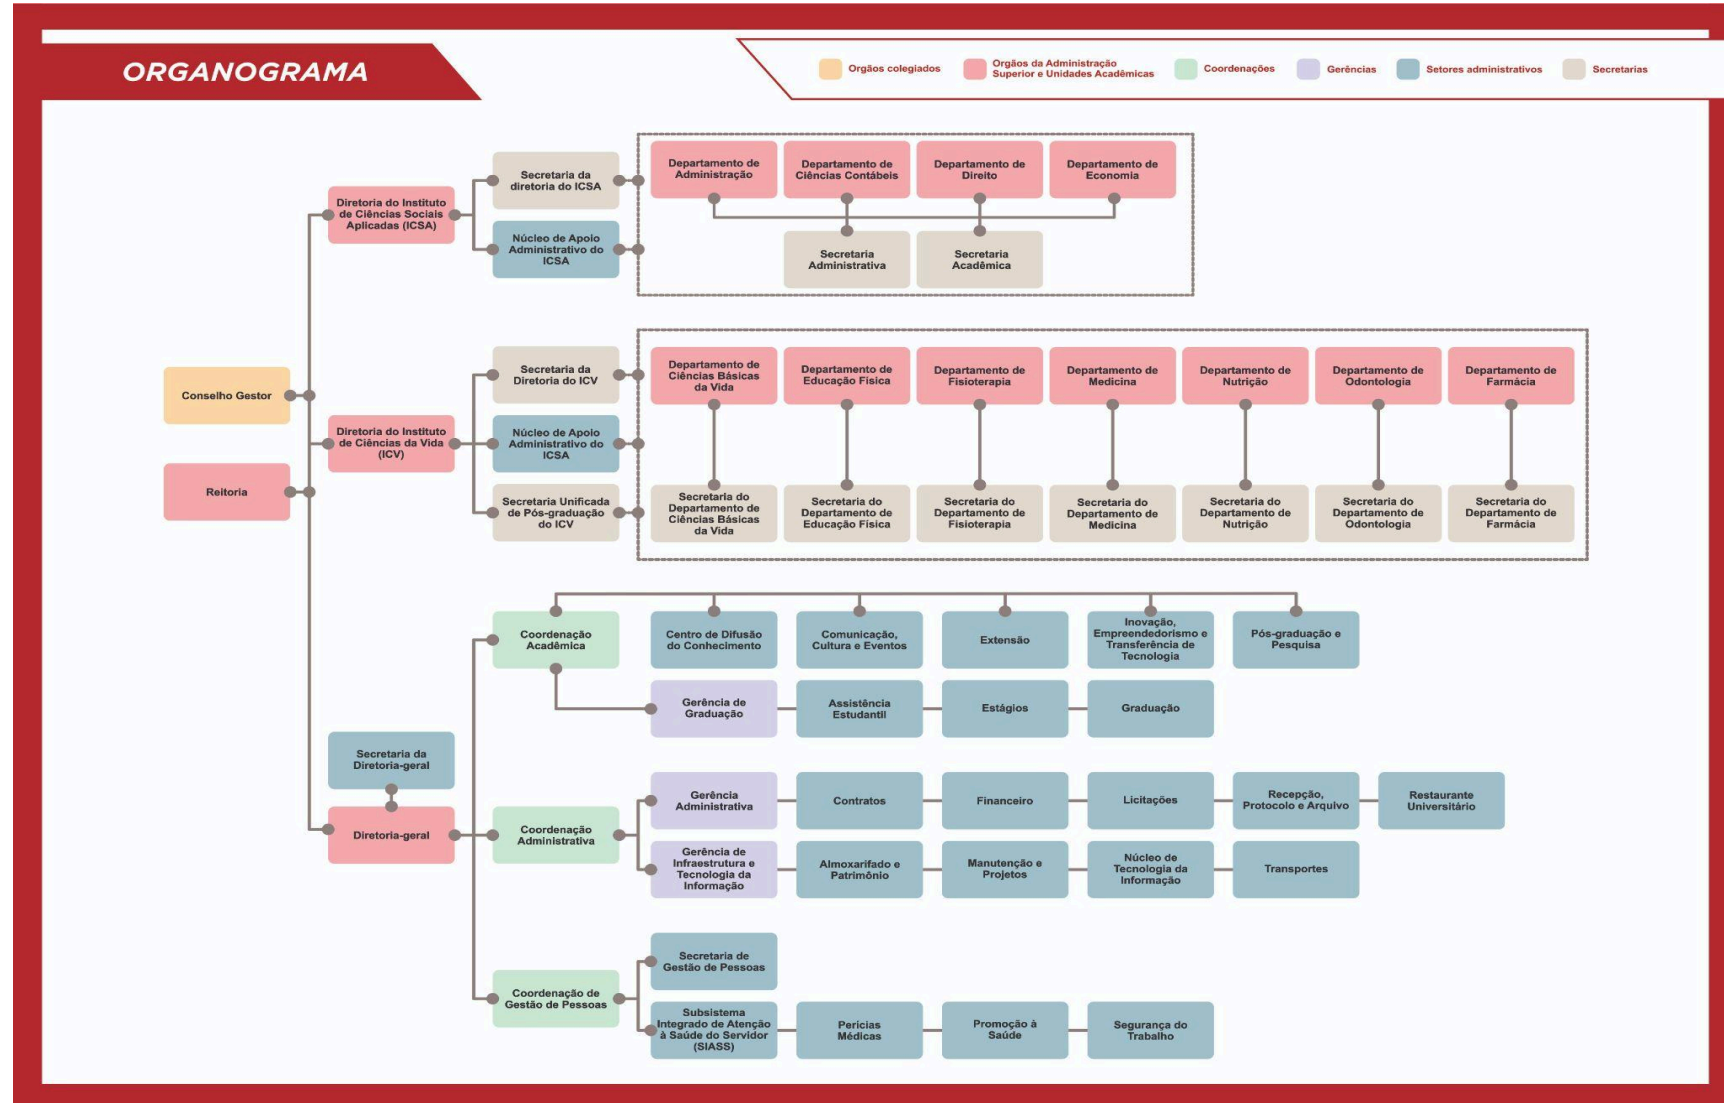 ORGANOGRAMA
Orgãos colegiados
Orgãos da Administração
Superior e Unidades Acadêmicas
Coordenações
Gerências
Setores administrativos
Secretarias
Secretaria da
diretoria do ICSA
Departamento de
Administração
Departamento de
Ciências Contábeis
Departamento de
Direito
Departamento de
Economia
Diretoria do Instituto
de Ciências Sociais
Aplicadas (ICSA)
Núcleo de Apoio
Administrativo do
ICSA
Secretaria
Administrativa
Secretaria
Acadêmica
Conselho Gestor
Reitoria
Diretoria do Instituto
de Ciências da Vida
(ICV)
Secretaria da
Diretoria do ICV
Núcleo de Apoio
Administrativo do
ICSA
Secretaria Unificada
de Pós-graduação
do ICV
Departamento de
Ciências Básicas
da Vida
Departamento de
Educação Física
Departamento de
Fisioterapia
Departamento de
Medicina
Departamento de
Nutrição
Departamento de
Odontologia
Departamento de
Farmácia
Secretaria do
Departamento de
Ciências Básicas
da Vida
Secretaria do
Departamento de
Educação Física
Secretaria do
Departamento de
Fisioterapia
Secretaria do
Departamento de
Medicina
Secretaria do
Departamento de
Nutrição
Secretaria do
Departamento de
Odontologia
Secretaria do
Departamento de
Farmácia
Coordenação
Acadêmica
Centro de Difusão
do Conhecimento
Comunicação,
Cultura e Eventos
Extensão
Inovação,
Empreendedorismo e
Transferência de
Tecnologia
Pós-graduação e
Pesquisa
Gerência de
Graduação
Assistência
Estudantil
Estágios
Graduação
Secretaria da
Diretoria-geral
Diretoria-geral
Coordenação
Administrativa
Gerência
Administrativa
Contratos
Financeiro
Licitações
Recepção,
Protocolo e Arquivo
Restaurante
Universitário
Gerência de
Infraestrutura e
Tecnologia da
Informação
Almoxarifado e
Patrimônio
Manutenção e
Projetos
Núcleo de
Tecnologia da
Informação
Transportes
Coordenação de
Gestão de Pessoas
Secretaria de
Gestão de Pessoas
Subsistema
Integrado de Atenção
à Saúde do Servidor
(SIASS)
Perícias
Médicas
Promoção à
Saúde
Segurança do
Trabalho